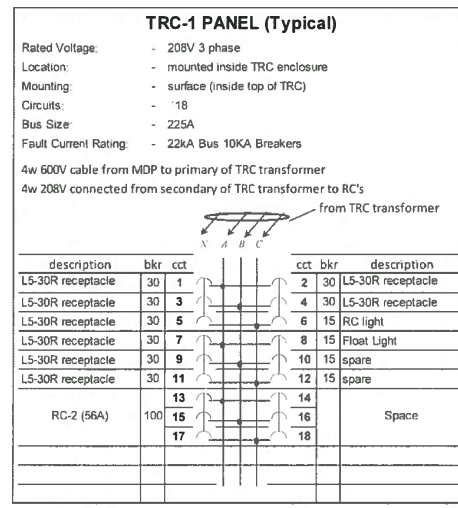 TRC-1 PANEL (Typical)
Rated Voltage: - 208V 3 phase
Location: - mounted inside TRC enclosure
Mounting: - surface (inside top of TRC)
Circuits: - 18
Bus Size: - 225A
Fault Current Rating: - 22kA Bus 10KA Breakers
4w 600V cable from MDP to primary of TRC transformer
4w 208V connected from secondary of TRC transformer to RC's
from TRC transformer
N A B C
description bkr cct cct bkr description
L5-30R receptacle 30 1 2 30 L5-30R receptacle
L5-30R receptacle 30 3 4 30 L5-30R receptacle
L5-30R receptacle 30 5 6 15 RC light
L5-30R receptacle 30 7 8 15 Float Light
L5-30R receptacle 30 9 10 15 spare
L5-30R receptacle 30 11 12 15 spare
13 14
RC-2 (56A) 100 15 16 Space
17 18